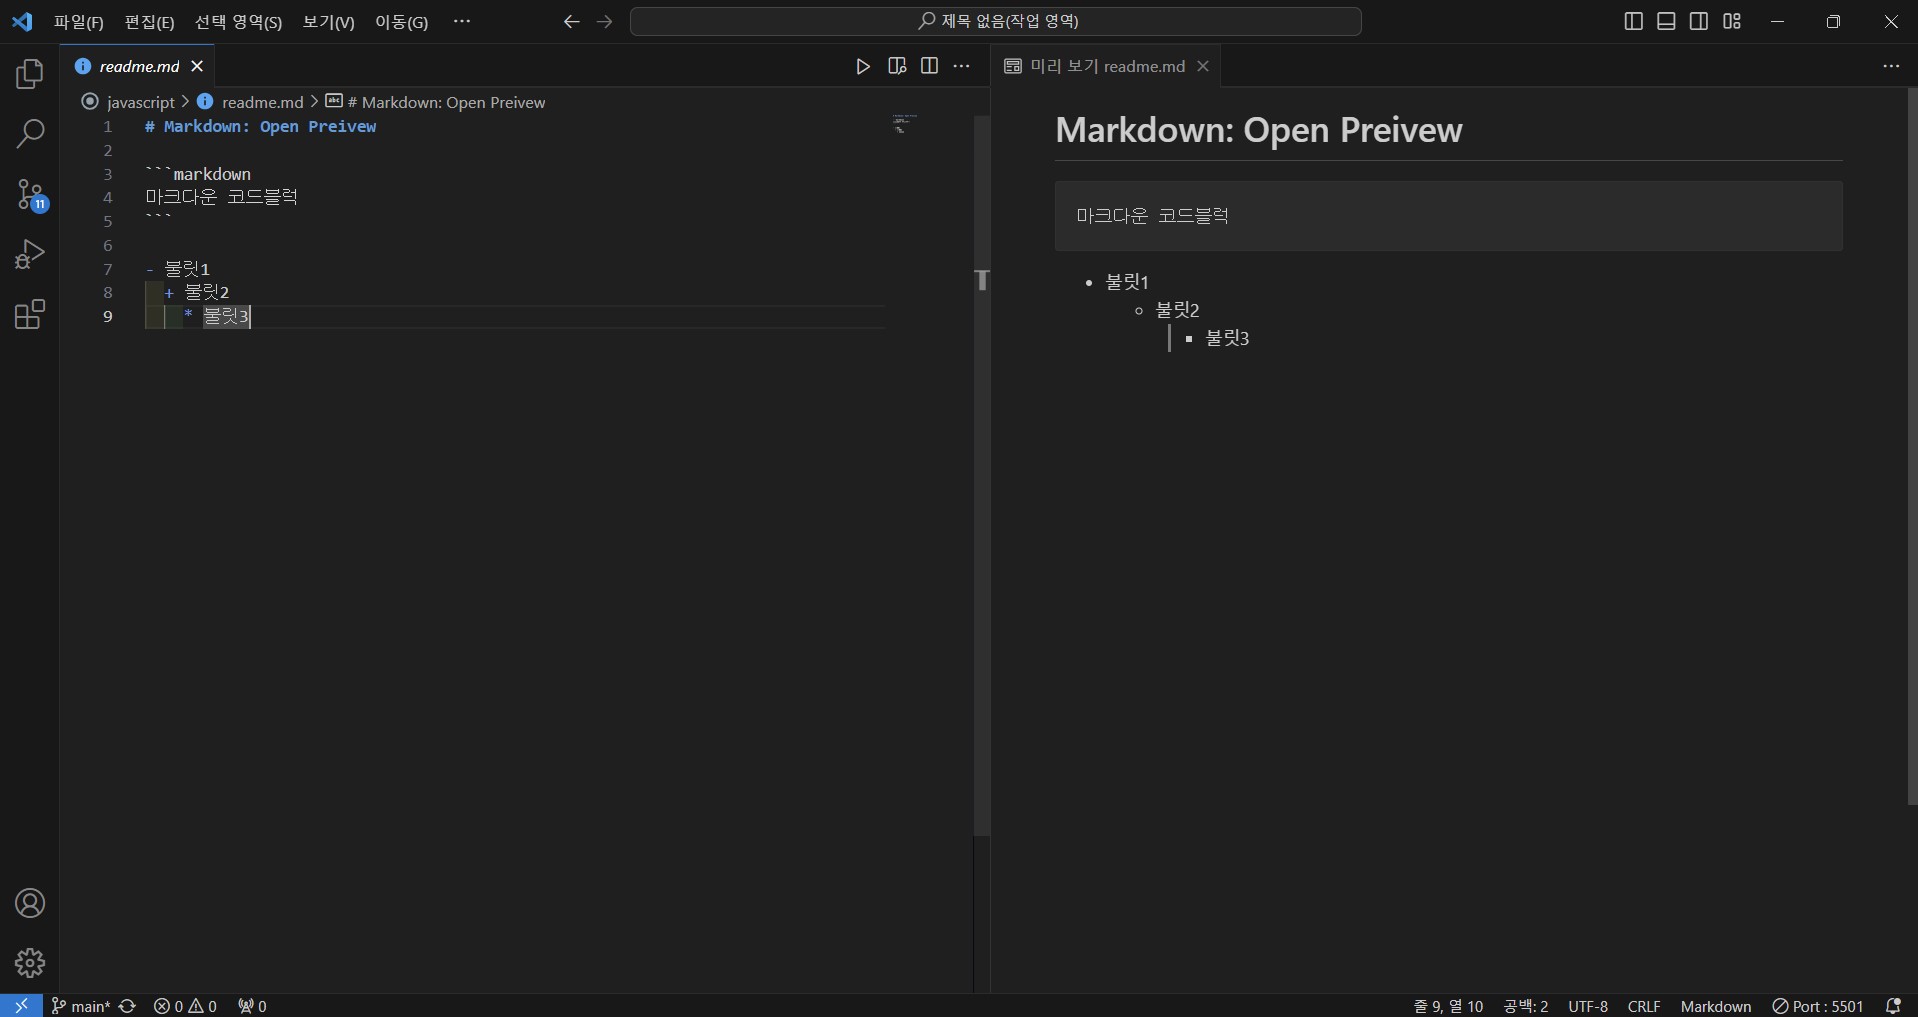 파일(F) 편집(E) 선택 영역(S) 보기(V) 이동(G) ··· 제목 없음(작업 영역)
readme.md
미리 보기 readme.md
javascript > readme.md > # Markdown: Open Preivew
1 # Markdown: Open Preivew
2
3 ```markdown
4 마크다운 코드블럭
5 ```
6
7 - 불릿1
8 + 불릿2
9 * 불릿3
Markdown: Open Preivew
마크다운 코드블럭
• 불릿1
◦ 불릿2
▪ 불릿3
11
main* 0 0 0 줄 9, 열 10 공백: 2 UTF-8 CRLF Markdown Port : 5501